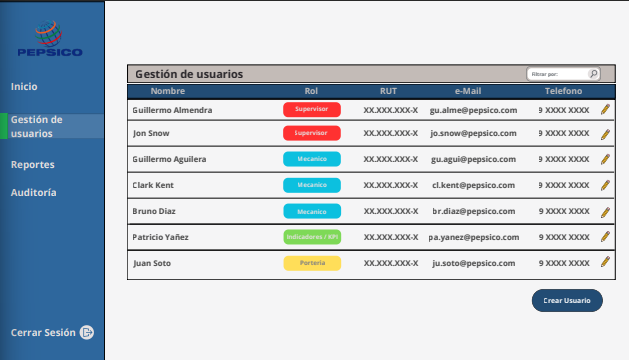 PEPSICO
Inicio
Gestión de
usuarios
Reportes
Auditoría
Cerrar Sesión
Gestión de usuarios
Filtrar por:
Nombre Rol RUT e-Mail Telefono
Guillermo Almendra Supervisor XX.XXX.XXX-X gu.alme@pepsico.com 9 XXXX XXXX
Jon Snow Supervisor XX.XXX.XXX-X jo.snow@pepsico.com 9 XXXX XXXX
Guillermo Aguilera Mecanico XX.XXX.XXX-X gu.agui@pepsico.com 9 XXXX XXXX
Clark Kent Mecanico XX.XXX.XXX-X cl.kent@pepsico.com 9 XXXX XXXX
Bruno Diaz Mecanico XX.XXX.XXX-X br.diaz@pepsico.com 9 XXXX XXXX
Patricio Yañez Indicadores / KPI XX.XXX.XXX-X pa.yanez@pepsico.com 9 XXXX XXXX
Juan Soto Portería XX.XXX.XXX-X ju.soto@pepsico.com 9 XXXX XXXX
Crear Usuario